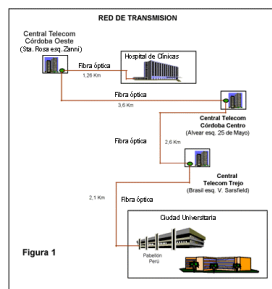 RED DE TRANSMISION
Central Telecom
Córdoba Oeste
(Sta. Rosa esq. Zanni)
Hospital de Clínicas
Fibra óptica
1,26 Km
Fibra óptica
3,6 Km
Central Telecom
Córdoba Centro
(Alvear esq. 25 de Mayo)
Fibra óptica
2,6 Km
Central
Telecom Trejo
(Brasil esq. V. Sarsfield)
2,1 Km
Fibra óptica
Ciudad Universitaria
Pabellón
Perú
Figura 1